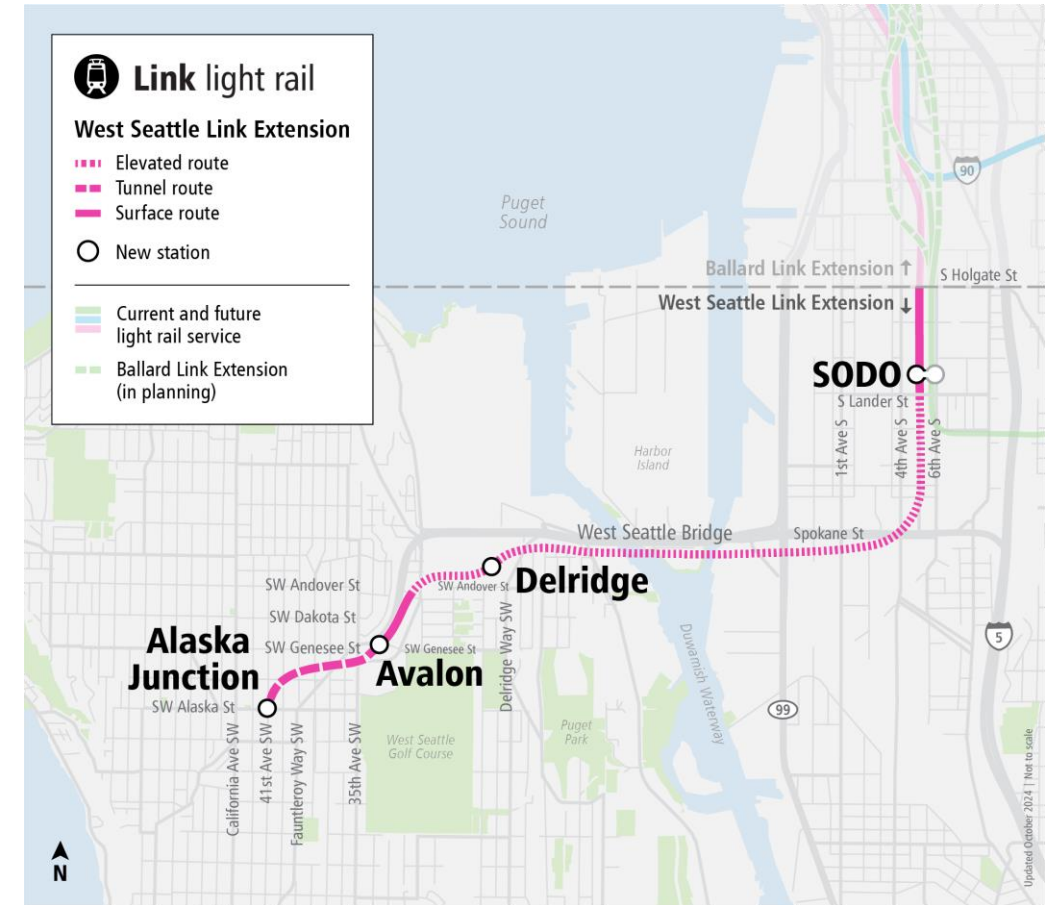 Link light rail
West Seattle Link Extension
Elevated route
Tunnel route
Surface route
New station
Current and future
light rail service
Ballard Link Extension
(in planning)
Puget
Sound
90
Ballard Link Extension ↑
S Holgate St
West Seattle Link Extension ↓
SODO
S Lander St
1st Ave S
4th Ave S
6th Ave S
Harbor
Island
West Seattle Bridge
Spokane St
SW Andover St
SW Andover St
Delridge
SW Dakota St
Delridge Way SW
Alaska
Junction
SW Genesee St
SW Genesee St
Avalon
Duwamish Waterway
5
SW Alaska St
99
California Ave SW
41st Ave SW
Fauntleroy Way SW
35th Ave SW
West Seattle
Golf Course
Puget
Park
N
Updated October 2024 | Not to scale